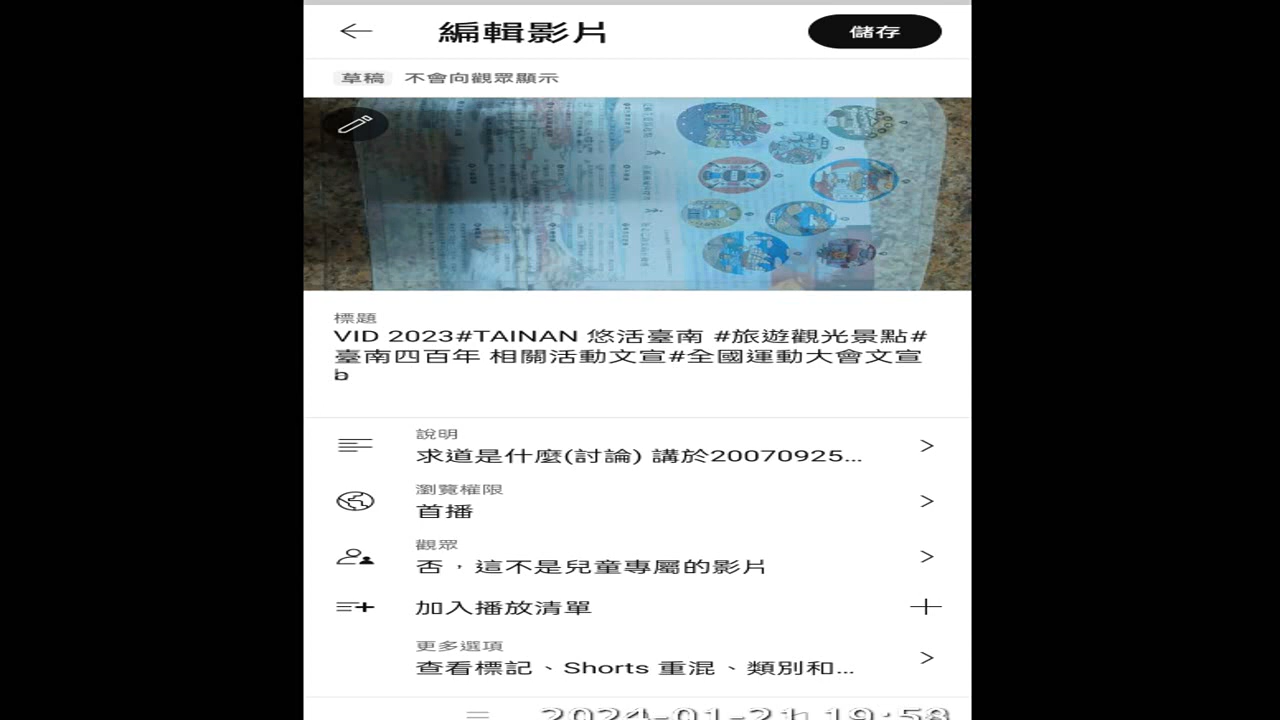 編輯影片
儲存
草稿 不會向觀眾顯示
標題
VID 2023#TAINAN 悠活臺南 #旅遊觀光景點#
臺南四百年 相關活動文宣#全國運動大會文宣
b
說明
求道是什麼(討論) 講於20070925...
瀏覽權限
首播
觀眾
否，這不是兒童專屬的影片
加入播放清單
更多選項
查看標記、Shorts 重混、類別和...
2024-01-21 19:58